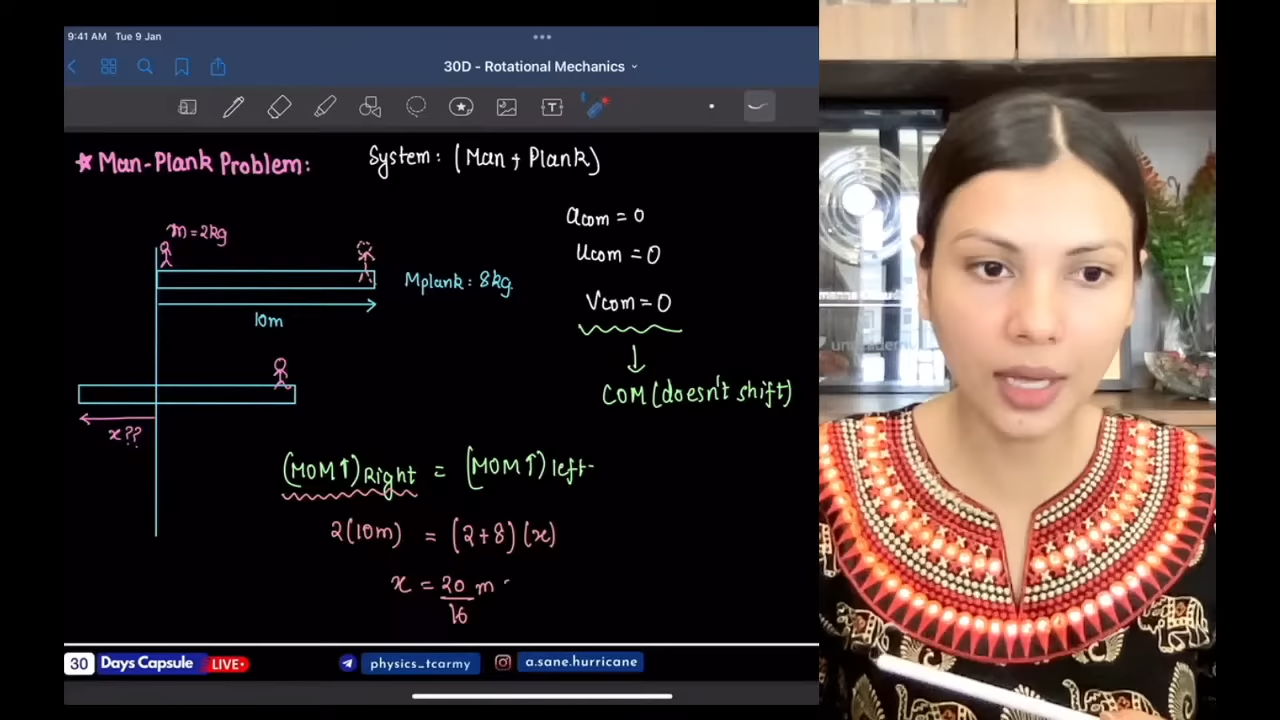 9:41 AM Tue 9 Jan
30D - Rotational Mechanics
★ Man-Plank Problem:
System: (Man + Plank)
m = 2kg
acom = 0
ucom = 0
Mplank: 8kg.
Vcom = 0
10m
COM (doesn't shift)
x??
(MOM↑)Right = (MOM↑)left
2(10m) = (2+8)(x)
x = 20/10 m
30 Days Capsule LIVE
physics_tcarmy
a.sane.hurricane